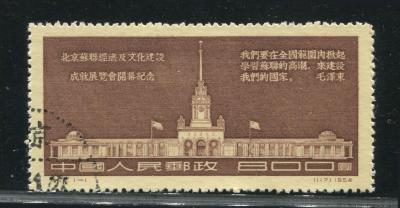 北京蘇聯經濟及文化建設
成就展覽會開幕紀念
我們要在全國範圍內掀起
學習蘇聯的高潮，來建設
我們的國家。 毛澤東
中國人民郵政 800圓
(一) (117) 1954
京